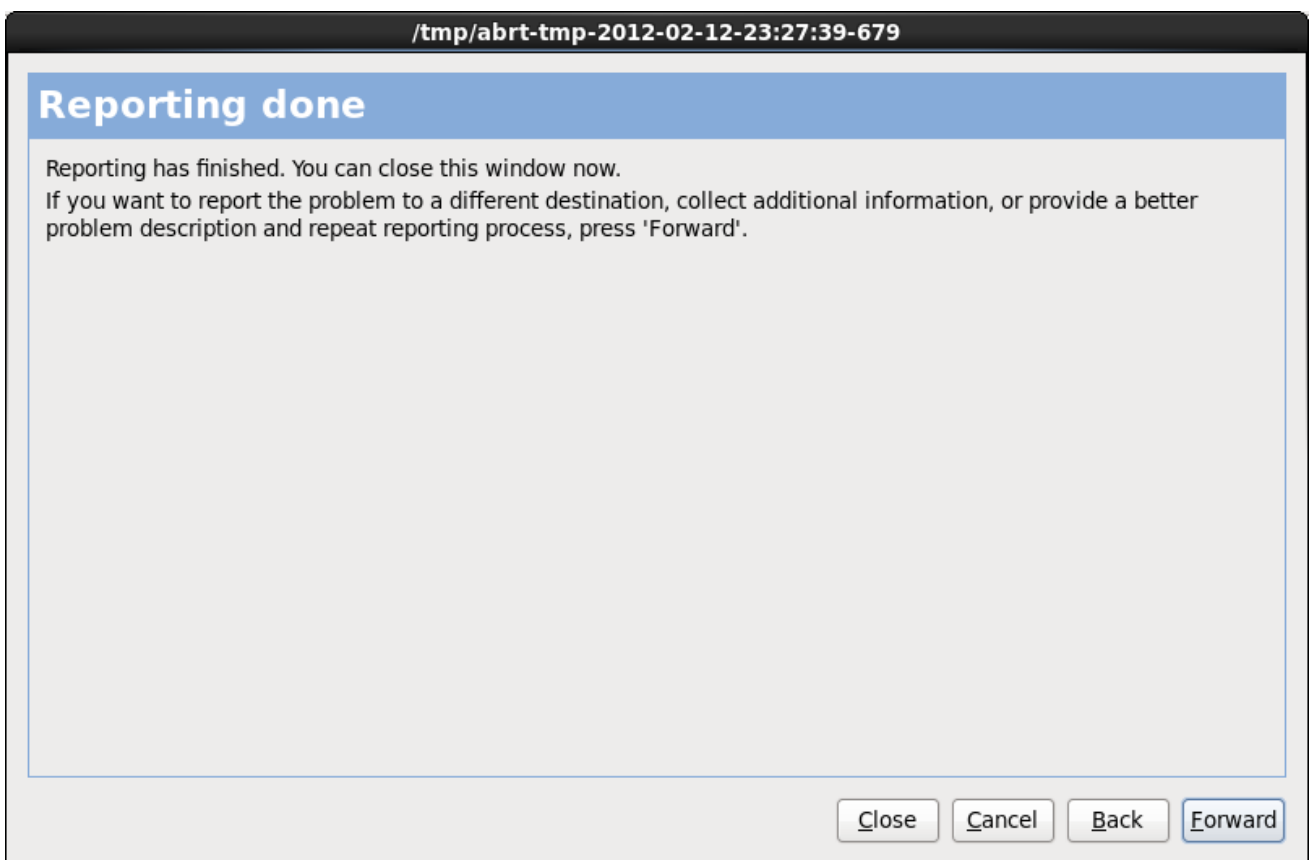 /tmp/abrt-tmp-2012-02-12-23:27:39-679
Reporting done
Reporting has finished. You can close this window now.
If you want to report the problem to a different destination, collect additional information, or provide a better
problem description and repeat reporting process, press 'Forward'.
Close Cancel Back Forward